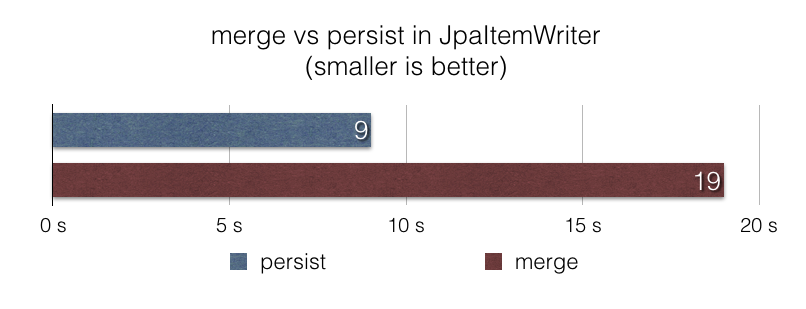 merge vs persist in JpaItemWriter
(smaller is better)
9
19
0 s 5 s 10 s 15 s 20 s
persist merge